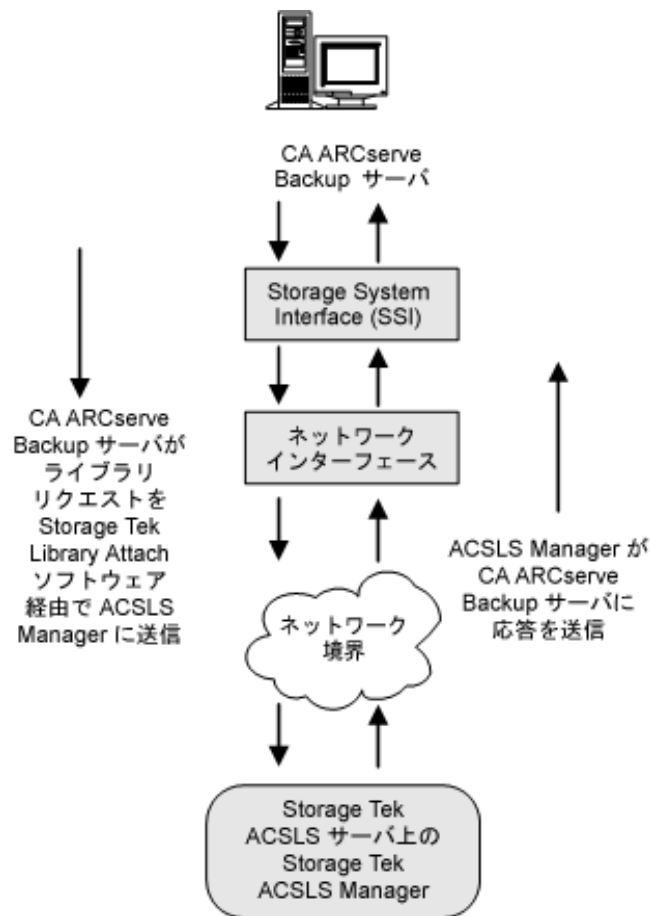 CA ARCserve
Backup サーバ
Storage System
Interface (SSI)
ネットワーク
インターフェース
CA ARCserve
Backup サーバが
ライブラリ
リクエストを
Storage Tek
Library Attach
ソフトウェア
経由で ACSLS
Manager に送信
ACSLS Manager が
CA ARCserve
Backup サーバに
応答を送信
ネットワーク
境界
Storage Tek
ACSLS サーバ上の
Storage Tek
ACSLS Manager